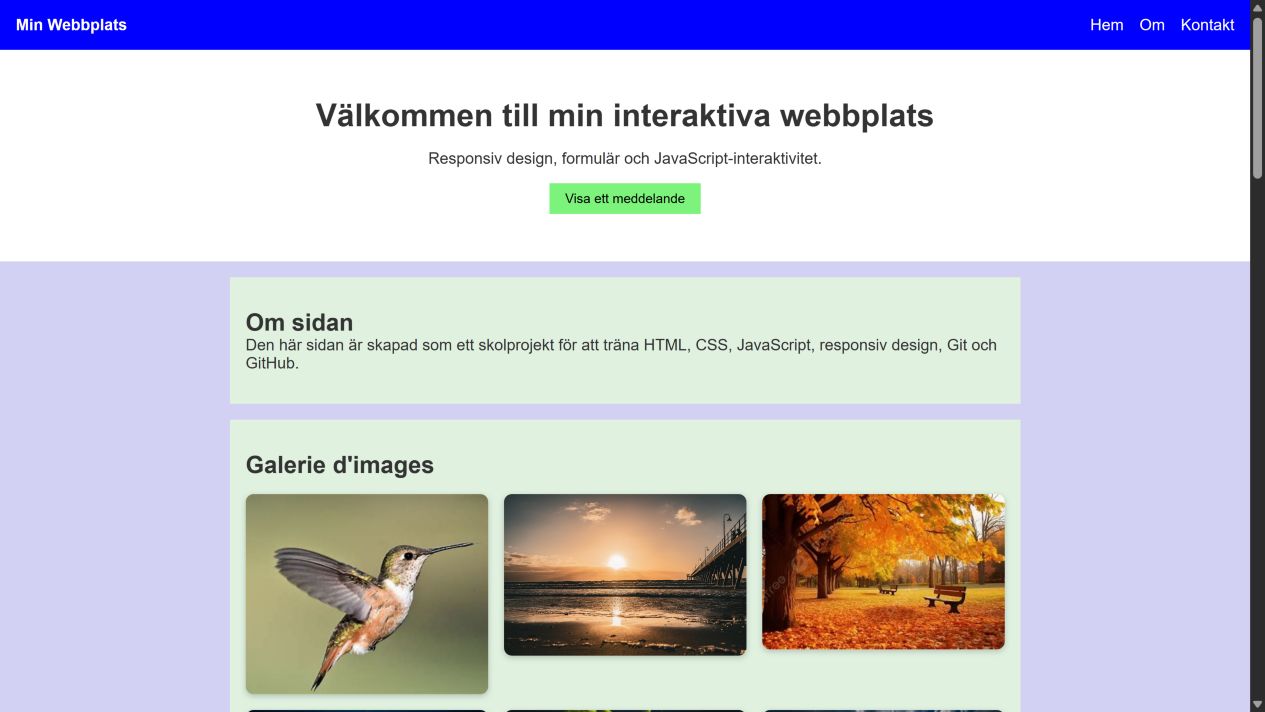 Min Webbplats
Hem Om Kontakt
Välkommen till min interaktiva webbplats
Responsiv design, formulär och JavaScript-interaktivitet.
Visa ett meddelande
Om sidan
Den här sidan är skapad som ett skolprojekt för att träna HTML, CSS, JavaScript, responsiv design, Git och
GitHub.
Galerie d'images